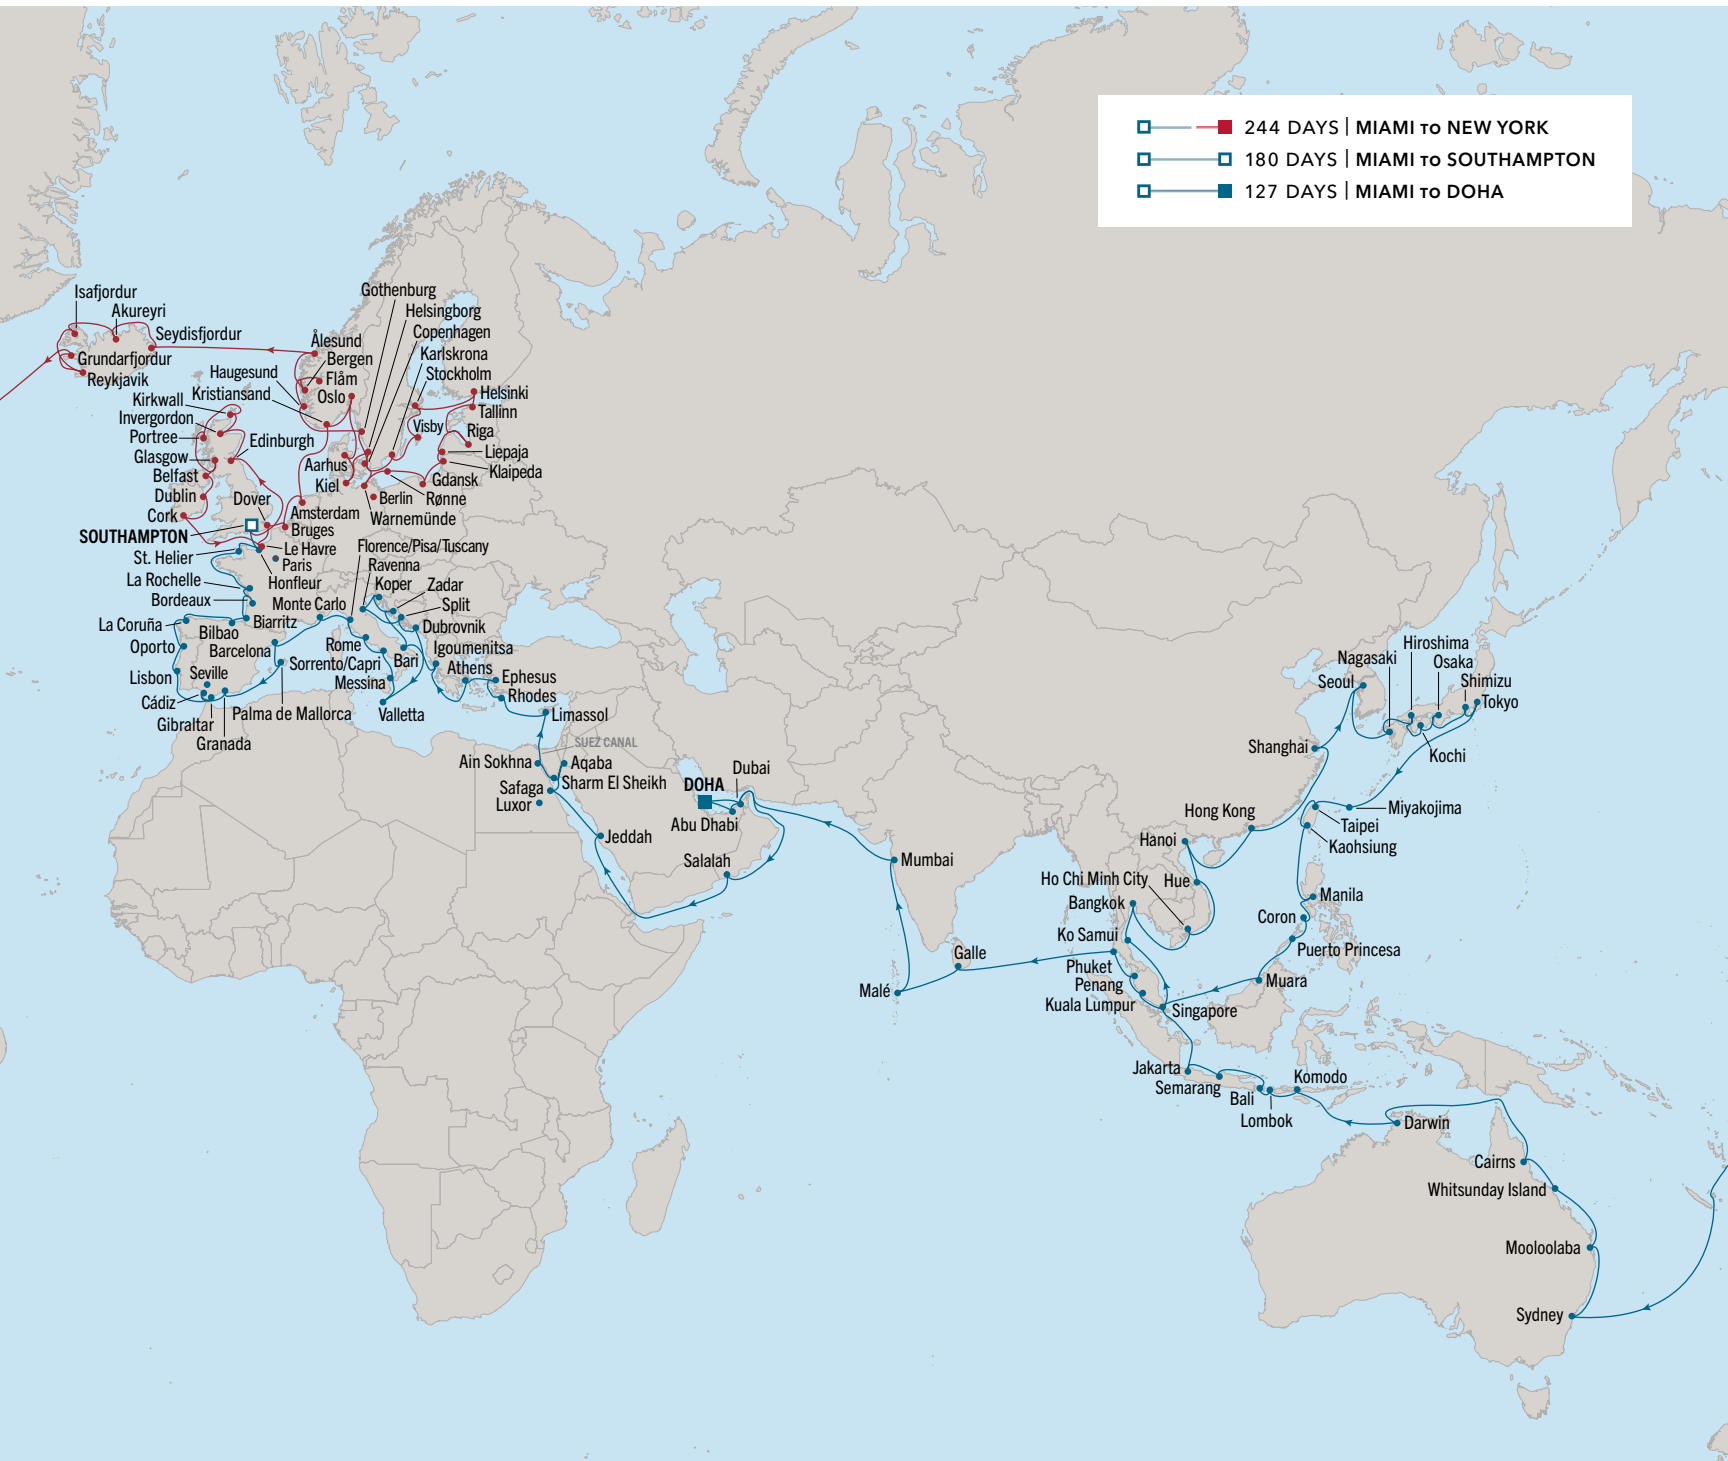 244 DAYS | MIAMI TO NEW YORK
180 DAYS | MIAMI TO SOUTHAMPTON
127 DAYS | MIAMI TO DOHA
Isafjordur
Akureyri
Seydisfjordur
Grundarfjordur
Reykjavik
Gothenburg
Helsingborg
Copenhagen
Karlskrona
Stockholm
Ålesund
Bergen
Flåm
Oslo
Haugesund
Kristiansand
Helsinki
Tallinn
Visby
Riga
Liepaja
Klaipeda
Gdansk
Rønne
Berlin
Warnemünde
Aarhus
Kiel
Kirkwall
Invergordon
Portree
Glasgow
Belfast
Dublin
Cork
Edinburgh
Dover
Amsterdam
Bruges
SOUTHAMPTON
St. Helier
Le Havre
Paris
Honfleur
La Rochelle
Bordeaux
Biarritz
Bilbao
La Coruña
Oporto
Lisbon
Seville
Cádiz
Gibraltar
Granada
Barcelona
Palma de Mallorca
Monte Carlo
Florence/Pisa/Tuscany
Ravenna
Koper
Zadar
Split
Dubrovnik
Rome
Sorrento/Capri
Messina
Bari
Valletta
Igoumenitsa
Athens
Ephesus
Rhodes
Limassol
SUEZ CANAL
Ain Sokhna
Aqaba
Sharm El Sheikh
Safaga
Luxor
Jeddah
Salalah
DOHA
Dubai
Abu Dhabi
Mumbai
Galle
Malé
Hiroshima
Nagasaki
Osaka
Seoul
Shimizu
Tokyo
Kochi
Shanghai
Miyakojima
Taipei
Kaohsiung
Hong Kong
Hanoi
Hue
Ho Chi Minh City
Bangkok
Ko Samui
Phuket
Penang
Kuala Lumpur
Singapore
Manila
Coron
Puerto Princesa
Muara
Jakarta
Semarang
Bali
Lombok
Komodo
Darwin
Cairns
Whitsunday Island
Mooloolaba
Sydney